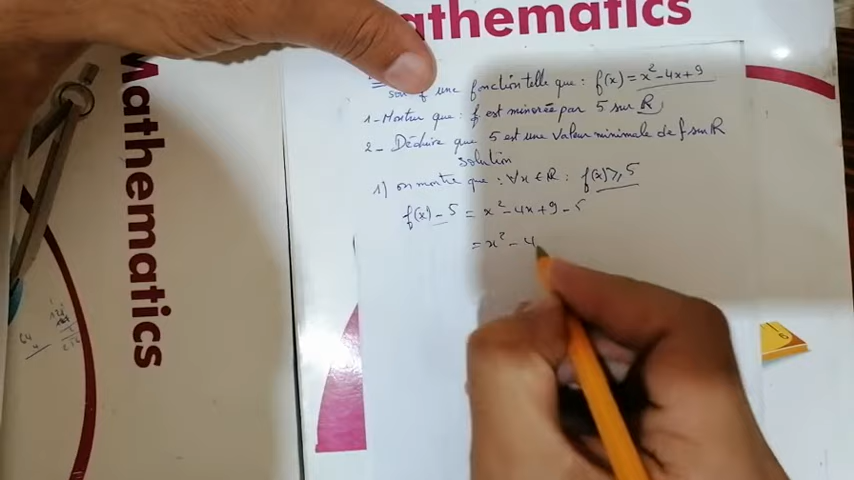 Mathematics
soit f une fonction telle que : f(x) = x² - 4x + 9
1 - Montrer que : f est minorée par 5 sur ℝ
2 - Déduire que 5 est une valeur minimale de f sur ℝ
solution
1) on montre que : ∀x ∈ ℝ : f(x) ≥ 5
f(x) - 5 = x² - 4x + 9 - 5
= x² - 4
Mathematics
6